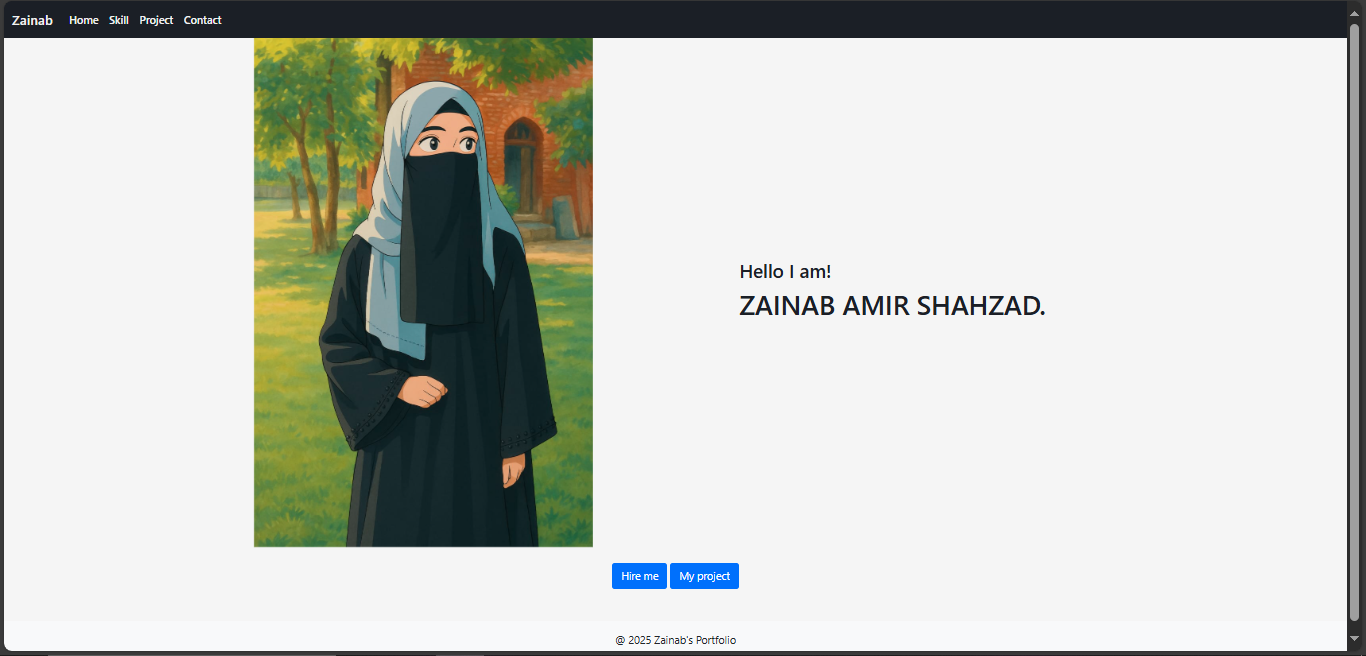 Zainab Home Skill Project Contact
Hello I am!
ZAINAB AMIR SHAHZAD.
Hire me My project
@ 2025 Zainab's Portfolio